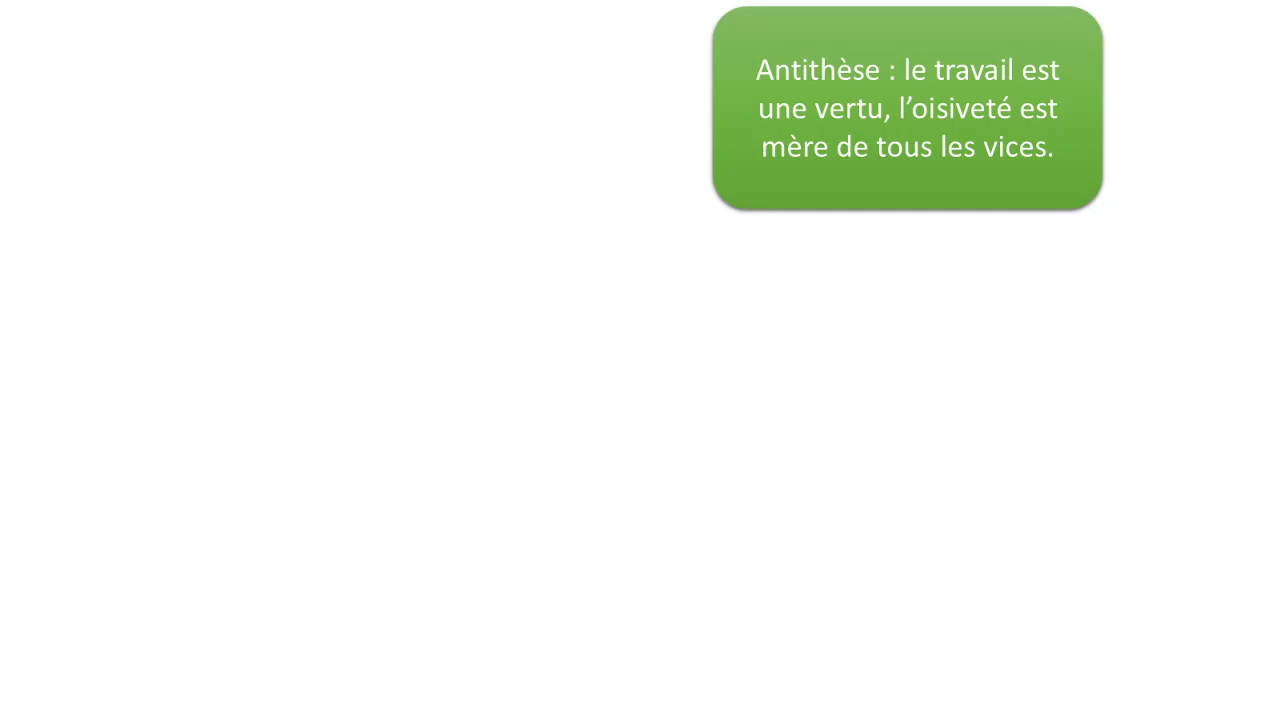 Antithèse : le travail est
une vertu, l’oisiveté est
mère de tous les vices.